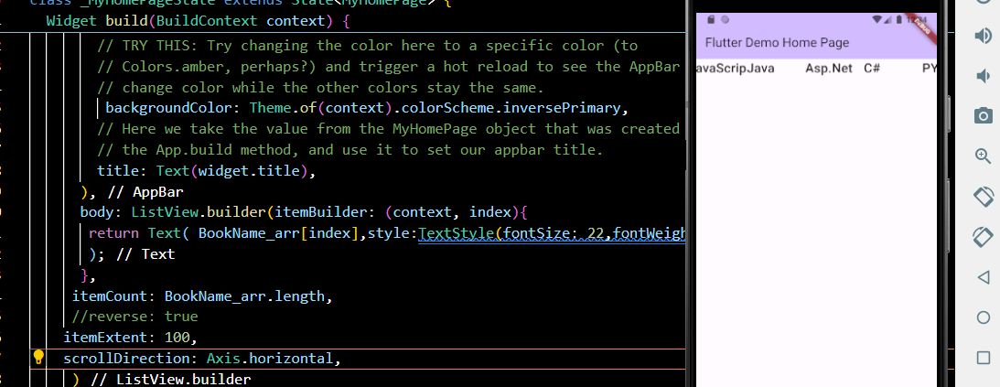 class _MyHomePageState extends State<MyHomePage> {
Widget build(BuildContext context) {
// TRY THIS: Try changing the color here to a specific color (to
// Colors.amber, perhaps?) and trigger a hot reload to see the AppBar
// change color while the other colors stay the same.
backgroundColor: Theme.of(context).colorScheme.inversePrimary,
// Here we take the value from the MyHomePage object that was created
// the App.build method, and use it to set our appbar title.
title: Text(widget.title),
), // AppBar
body: ListView.builder(itemBuilder: (context, index){
return Text( BookName_arr[index],style:TextStyle(fontSize: 22,fontWeigh
); // Text
},
itemCount: BookName_arr.length,
//reverse: true
itemExtent: 100,
scrollDirection: Axis.horizontal,
) // ListView.builder
Flutter Demo Home Page
avaScripJava Asp.Net C# PY